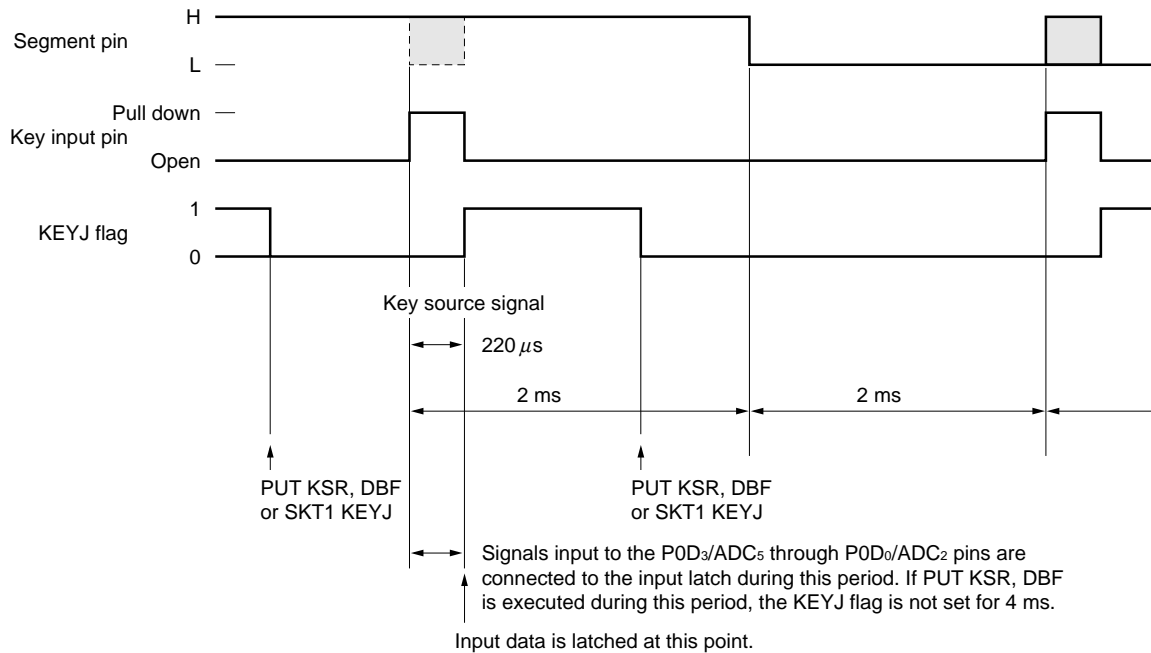 H
Segment pin
L
Pull down
Key input pin
Open
1
KEYJ flag
0
Key source signal
220 μs
2 ms
2 ms
PUT KSR, DBF
or SKT1 KEYJ
PUT KSR, DBF
or SKT1 KEYJ
Signals input to the P0D₃/ADC₅ through P0D₀/ADC₂ pins are
connected to the input latch during this period. If PUT KSR, DBF
is executed during this period, the KEYJ flag is not set for 4 ms.
Input data is latched at this point.